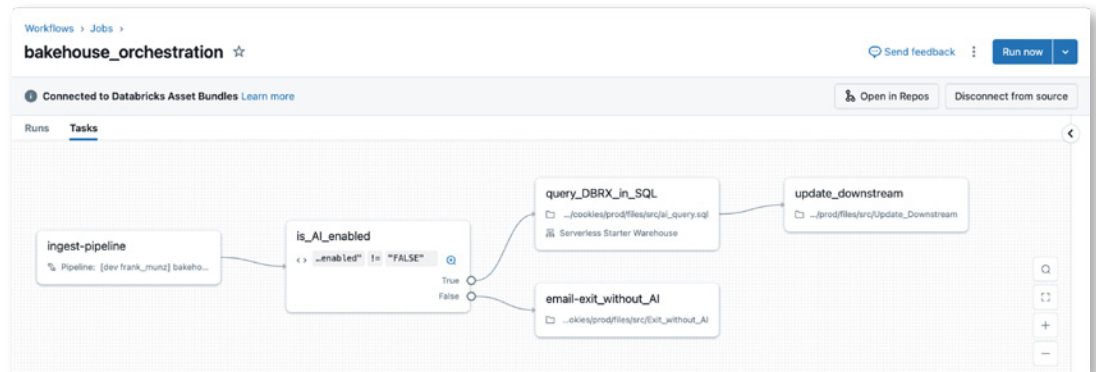 Workflows > Jobs >
bakehouse_orchestration
Send feedback
Run now
Connected to Databricks Asset Bundles Learn more
Open in Repos
Disconnect from source
Runs Tasks
ingest-pipeline
Pipeline: [dev frank_munz] bakeho...
is_AI_enabled
<> …enabled" != "FALSE"
True
False
query_DBRX_in_SQL
.../cookies/prod/files/src/ai_query.sql
Serverless Starter Warehouse
email-exit_without_AI
...okies/prod/files/src/Exit_without_AI
update_downstream
.../prod/files/src/Update_Downstream